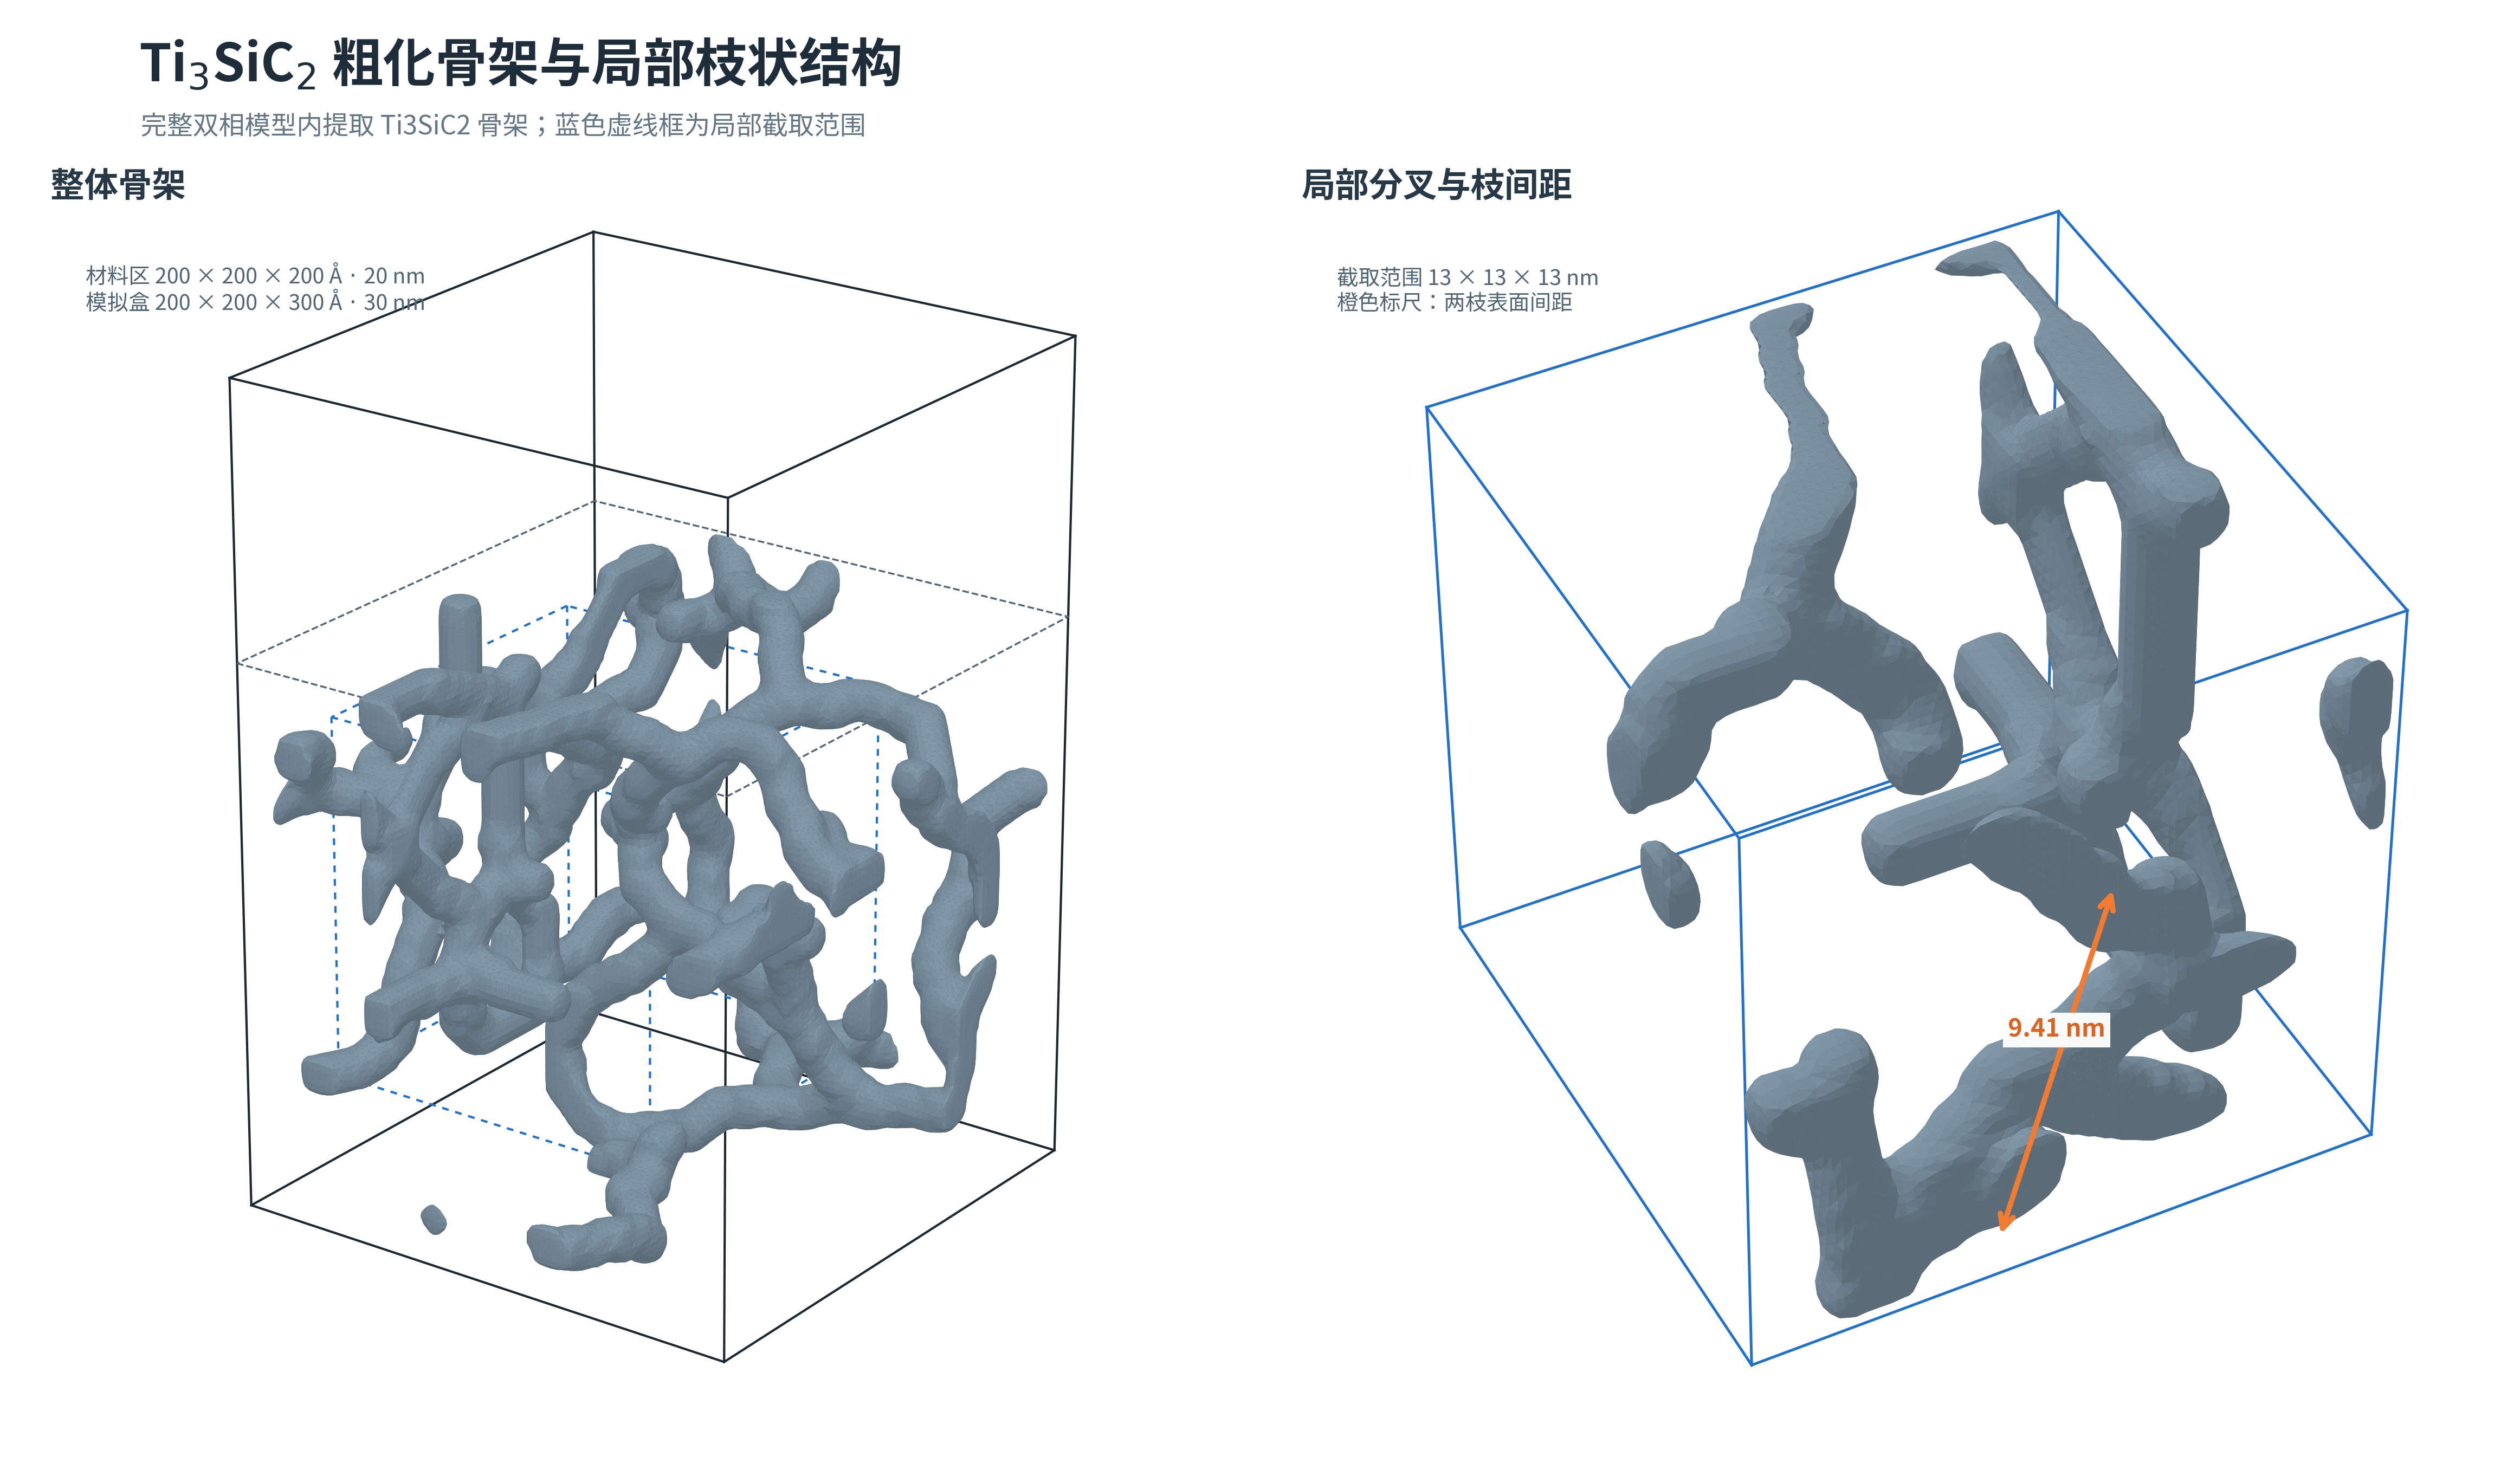 Ti₃SiC₂ 粗化骨架与局部枝状结构
完整双相模型内提取 Ti3SiC2 骨架；蓝色虚线框为局部截取范围
整体骨架
材料区 200 × 200 × 200 Å · 20 nm
模拟盒 200 × 200 × 300 Å · 30 nm
局部分叉与枝间距
截取范围 13 × 13 × 13 nm
橙色标尺：两枝表面间距
9.41 nm